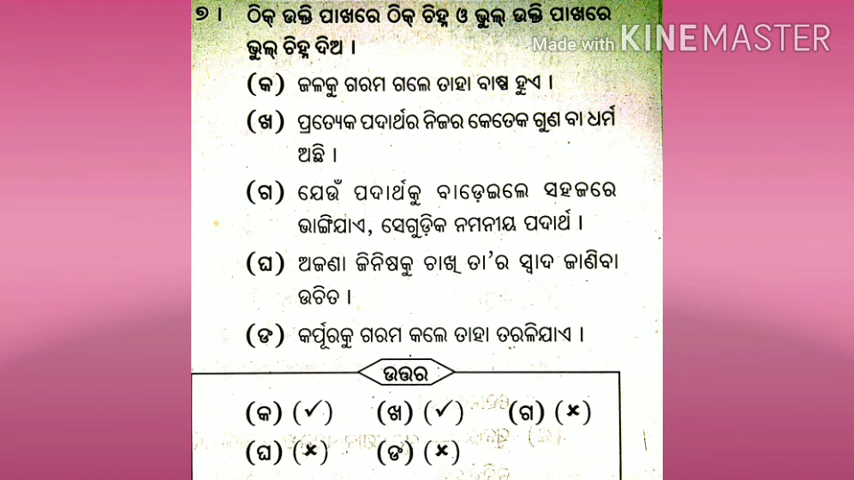 ୭ । ଠିକ୍ ଉକ୍ତି ପାଖରେ ଠିକ୍ ଚିହ୍ନ ଓ ଭୁଲ୍ ଉକ୍ତି ପାଖରେ
ଭୁଲ୍ ଚିହ୍ନ ଦିଅ ।
Made with KINEMASTER
(କ) ଜଳକୁ ଗରମ ଗଲେ ତାହା ବାଷ୍ପ ହୁଏ ।
(ଖ) ପ୍ରତ୍ୟେକ ପଦାର୍ଥର ନିଜର କେତେକ ଗୁଣ ବା ଧର୍ମ
ଅଛି ।
(ଗ) ଯେଉଁ ପଦାର୍ଥକୁ ବାଡ଼େଇଲେ ସହଜରେ
ଭାଙ୍ଗିଯାଏ, ସେଗୁଡ଼ିକ ନମନୀୟ ପଦାର୍ଥ ।
(ଘ) ଅଜଣା ଜିନିଷକୁ ଚାଖି ତା'ର ସ୍ୱାଦ ଜାଣିବା
ଉଚିତ ।
(ଙ) କର୍ପୂରକୁ ଗରମ କଲେ ତାହା ତରଳିଯାଏ ।
ଉତ୍ତର
(କ) (✓) (ଖ) (✓) (ଗ) (×)
(ଘ) (×) (ଙ) (×)